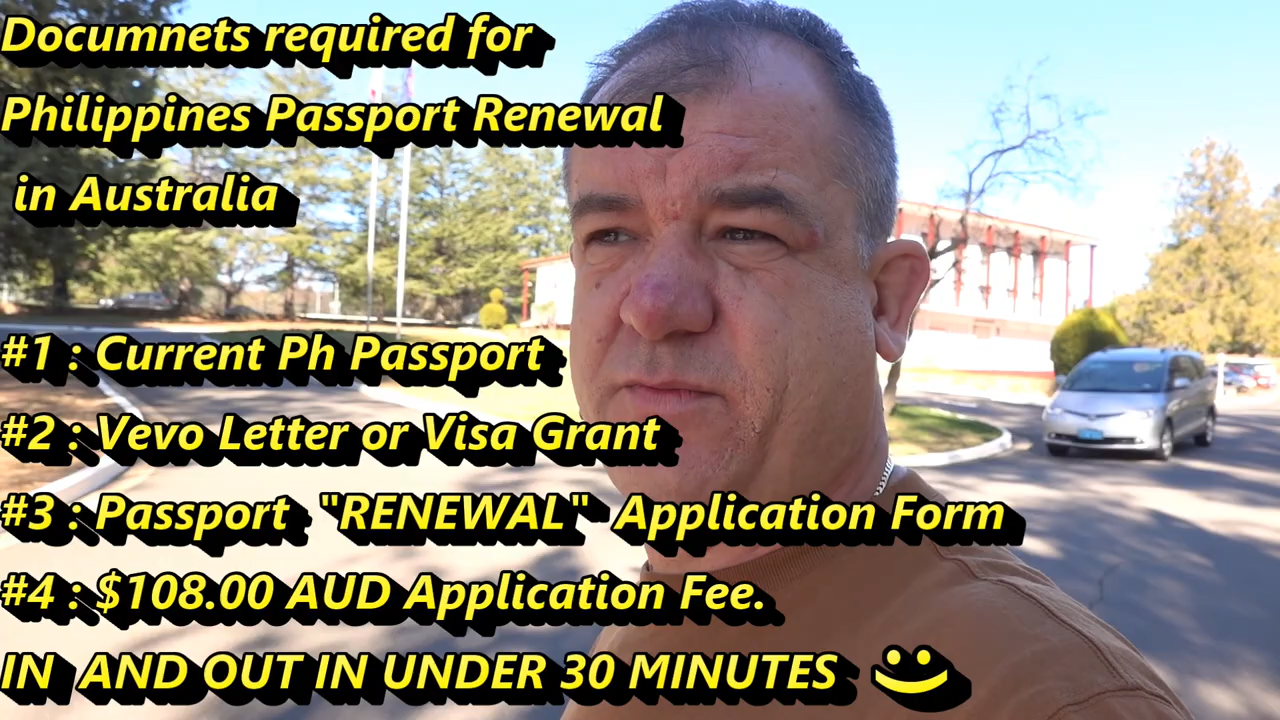 Documnets required for
Philippines Passport Renewal
in Australia
#1 : Current Ph Passport
#2 : Vevo Letter or Visa Grant
#3 : Passport "RENEWAL" Application Form
#4 : $108.00 AUD Application Fee.
IN AND OUT IN UNDER 30 MINUTES